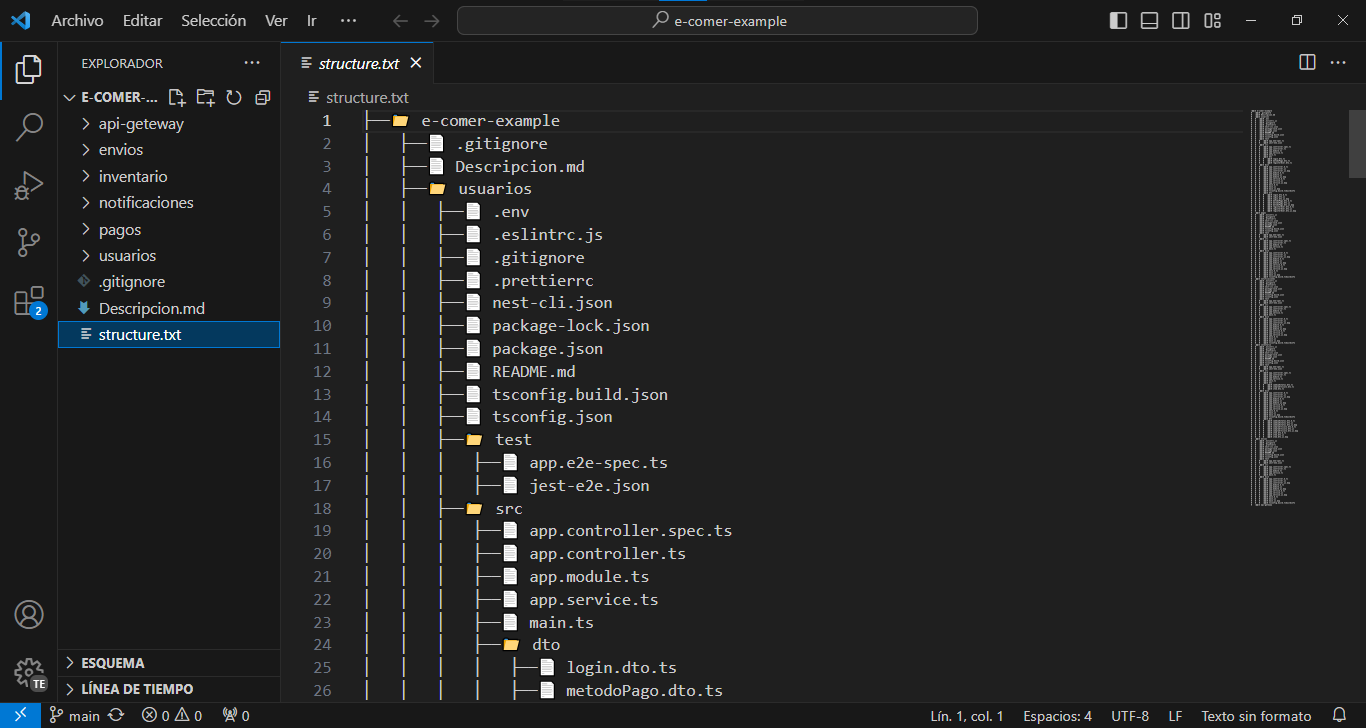 Archivo Editar Selección Ver Ir ··· e-comer-example
EXPLORADOR ···
E-COMER-...
api-geteway
envios
inventario
notificaciones
pagos
usuarios
.gitignore
Descripcion.md
structure.txt
ESQUEMA
LÍNEA DE TIEMPO
2
TE
structure.txt
structure.txt
1 ├──📁 e-comer-example
2 │ ├──📄 .gitignore
3 │ ├──📄 Descripcion.md
4 │ ├──📁 usuarios
5 │ │ ├──📄 .env
6 │ │ ├──📄 .eslintrc.js
7 │ │ ├──📄 .gitignore
8 │ │ ├──📄 .prettierrc
9 │ │ ├──📄 nest-cli.json
10 │ │ ├──📄 package-lock.json
11 │ │ ├──📄 package.json
12 │ │ ├──📄 README.md
13 │ │ ├──📄 tsconfig.build.json
14 │ │ ├──📄 tsconfig.json
15 │ │ ├──📁 test
16 │ │ │ ├──📄 app.e2e-spec.ts
17 │ │ │ ├──📄 jest-e2e.json
18 │ │ ├──📁 src
19 │ │ │ ├──📄 app.controller.spec.ts
20 │ │ │ ├──📄 app.controller.ts
21 │ │ │ ├──📄 app.module.ts
22 │ │ │ ├──📄 app.service.ts
23 │ │ │ ├──📄 main.ts
24 │ │ │ ├──📁 dto
25 │ │ │ │ ├──📄 login.dto.ts
26 │ │ │ │ ├──📄 metodoPago.dto.ts
main 0 0 0 Lín. 1, col. 1 Espacios: 4 UTF-8 LF Texto sin formato